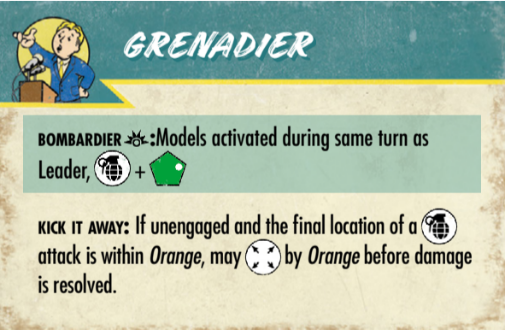 GRENADIER
BOMBARDIER :Models activated during same turn as
Leader, +
KICK IT AWAY: If unengaged and the final location of a
attack is within Orange, may by Orange before damage
is resolved.